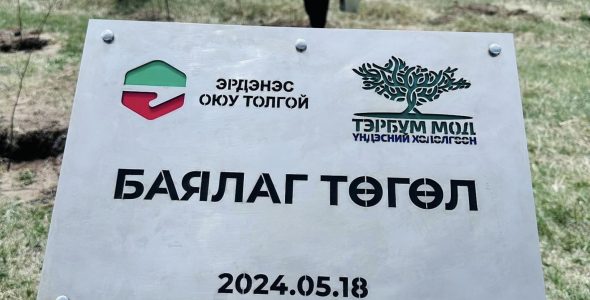 ЭРДЭНЭС
ОЮУ ТОЛГОЙ
ТЭРБУМ МОД
ҮНДЭСНИЙ ХӨДӨЛГӨӨН
БАЯЛАГ ТӨГӨЛ
2024.05.18